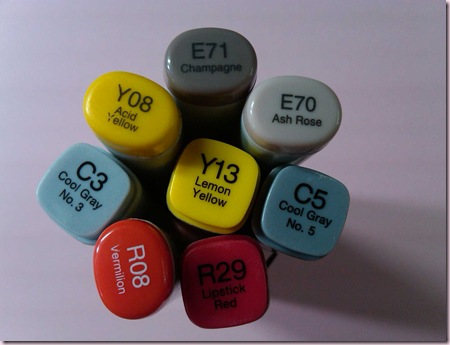 E71
Champagne
Y08
Acid
Yellow
E70
Ash Rose
C3
Cool Gray
No. 3
Y13
Lemon
Yellow
C5
Cool Gray
No. 5
R08
Vermilion
R29
Lipstick
Red